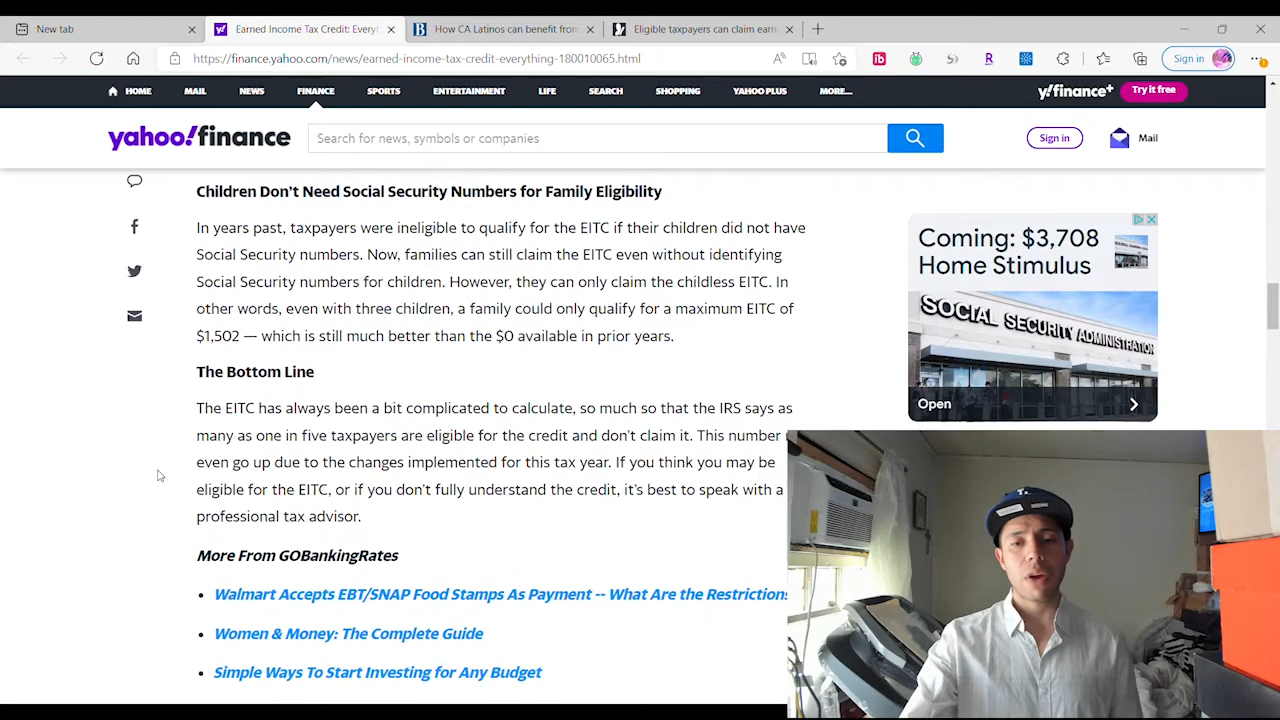 New tab
Earned Income Tax Credit: Everyt
How CA Latinos can benefit from
Eligible taxpayers can claim earn
https://finance.yahoo.com/news/earned-income-tax-credit-everything-180010065.html
Sign in
HOME
MAIL
NEWS
FINANCE
SPORTS
ENTERTAINMENT
LIFE
SEARCH
SHOPPING
YAHOO PLUS
MORE...
y!finance+
Try it free
yahoo!finance
Search for news, symbols or companies
Sign in
Mail
Children Don't Need Social Security Numbers for Family Eligibility
In years past, taxpayers were ineligible to qualify for the EITC if their children did not have
Social Security numbers. Now, families can still claim the EITC even without identifying
Social Security numbers for children. However, they can only claim the childless EITC. In
other words, even with three children, a family could only qualify for a maximum EITC of
$1,502 — which is still much better than the $0 available in prior years.
The Bottom Line
The EITC has always been a bit complicated to calculate, so much so that the IRS says as
many as one in five taxpayers are eligible for the credit and don't claim it. This number
even go up due to the changes implemented for this tax year. If you think you may be
eligible for the EITC, or if you don't fully understand the credit, it's best to speak with a
professional tax advisor.
More From GOBankingRates
Walmart Accepts EBT/SNAP Food Stamps As Payment -- What Are the Restrictions
Women & Money: The Complete Guide
Simple Ways To Start Investing for Any Budget
Coming: $3,708
Home Stimulus
SOCIAL SECURITY ADMINISTRATION
Open